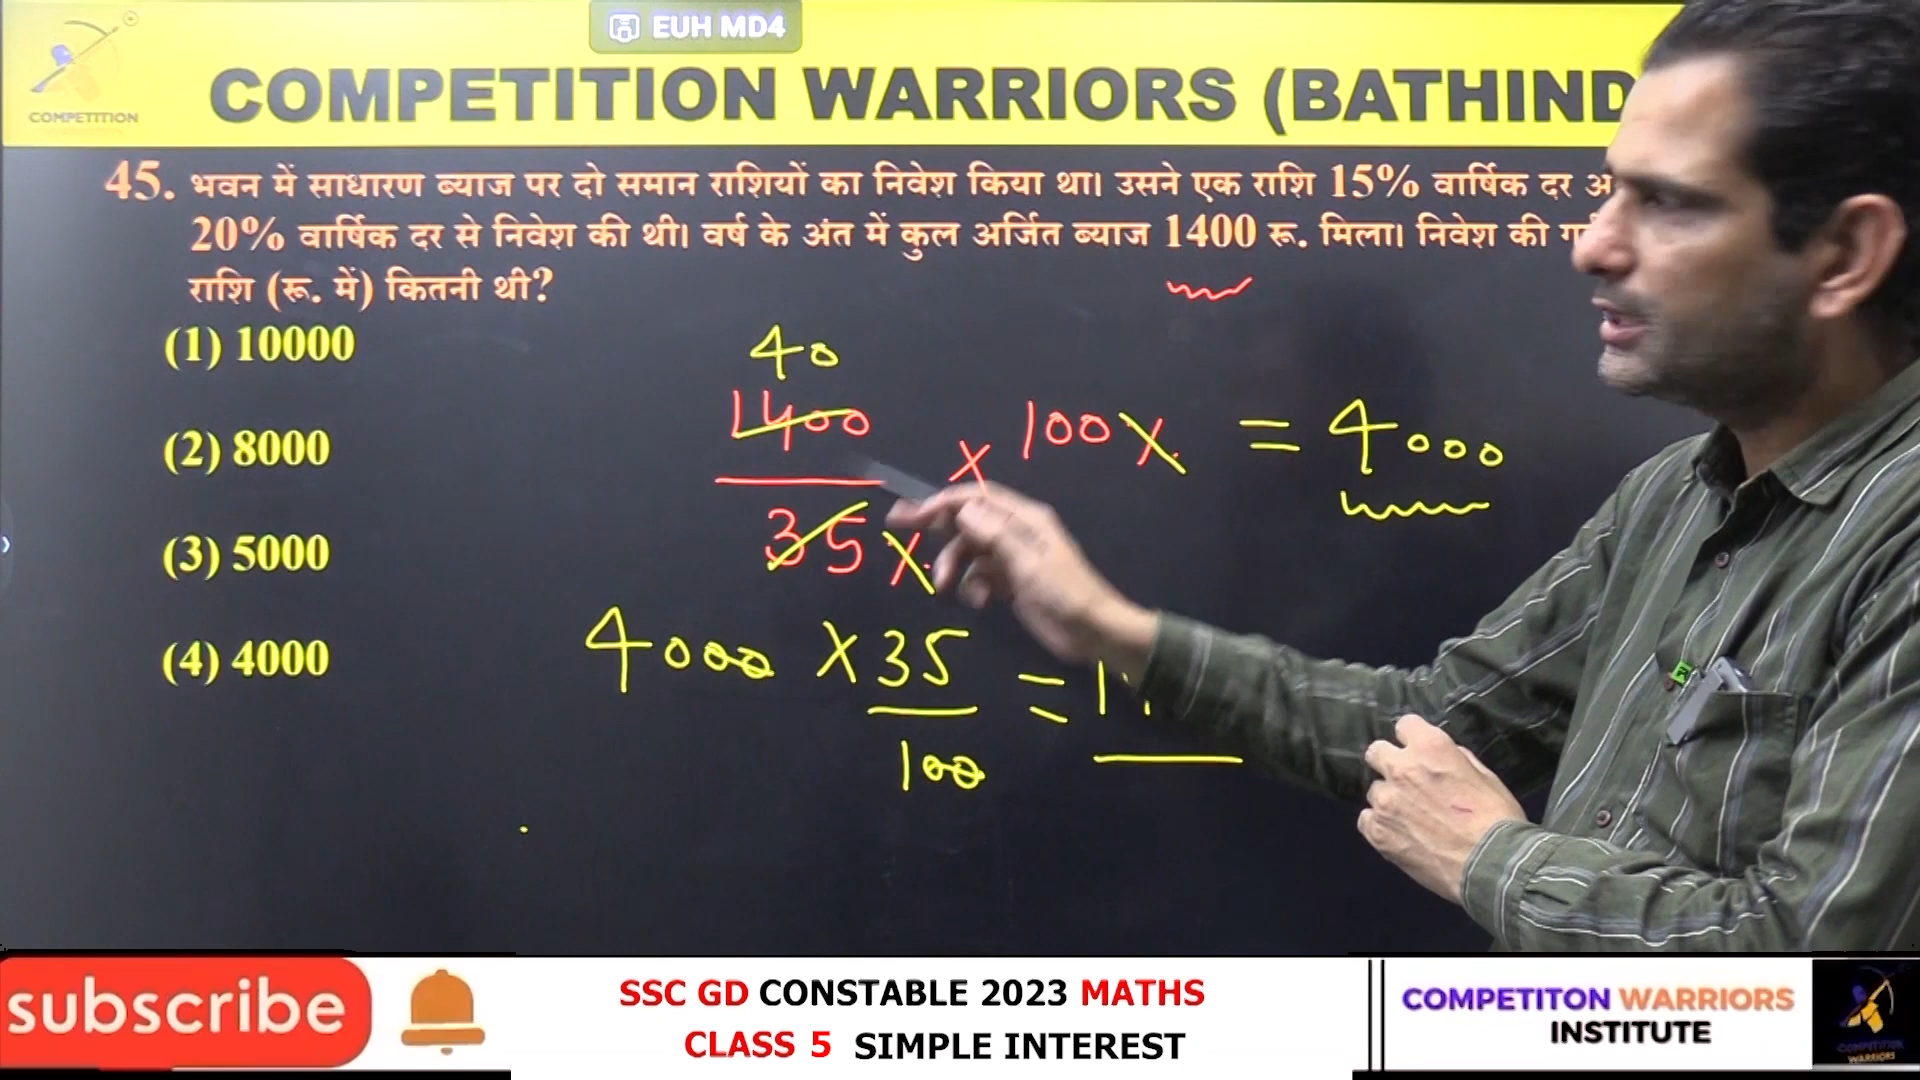 EUH MD4
COMPETITION
COMPETITION WARRIORS (BATHIND
45. भवन में साधारण ब्याज पर दो समान राशियों का निवेश किया था। उसने एक राशि 15% वार्षिक दर
20% वार्षिक दर से निवेश की थी। वर्ष के अंत में कुल अर्जित ब्याज 1400 रू. मिला। निवेश की
राशि (रू. में) कितनी थी?
(1) 10000
(2) 8000
(3) 5000
(4) 4000
40
1400 × 100x = 4000
35x
4000 × 35 =
100
subscribe
SSC GD CONSTABLE 2023 MATHS
CLASS 5 SIMPLE INTEREST
COMPETITON WARRIORS
INSTITUTE
COMPETITION
WARRIORS